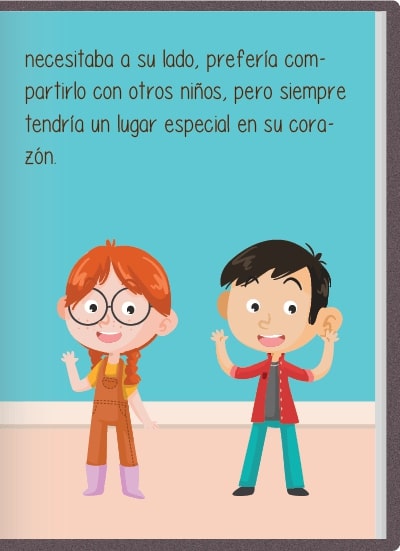 necesitaba a su lado, prefería com-
partirlo con otros niños, pero siempre
tendría un lugar especial en su cora-
zón.